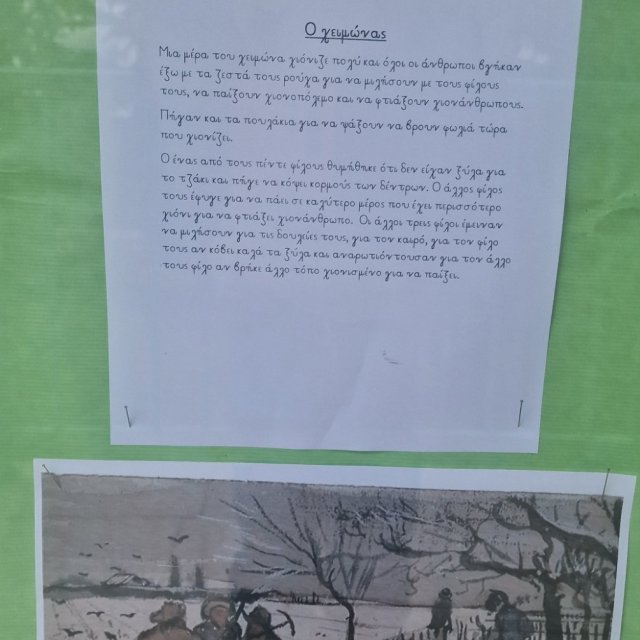 Ο χειμώνας
Μια μέρα του χειμώνα χιόνιζε πολύ και όλοι οι άνθρωποι βγήκαν
έξω με τα ζεστά τους ρούχα για να μιλήσουν με τους φίλους
τους, να παίξουν χιονοπόλεμο και να φτιάξουν χιονάνθρωπους.
Πήγαν και τα πουλάκια για να ψάξουν να βρουν φωλιά τώρα
που χιονίζει.
Ο ένας από τους πέντε φίλους θυμήθηκε ότι δεν είχαν ξύλα για
το τζάκι και πήγε να κόψει κορμούς των δέντρων. Ο άλλος φίλος
τους έφυγε για να πάει σε καλύτερο μέρος που έχει περισσότερο
χιόνι για να φτιάξει χιονάνθρωπο. Οι άλλοι τρεις φίλοι έμειναν
να μιλήσουν για τις δουλειές τους, για τον καιρό, για τον φίλο
τους αν κόβει καλά τα ξύλα και αναρωτιόντουσαν για τον άλλο
τους φίλο αν βρήκε άλλο τόπο χιονισμένο για να παίξει.